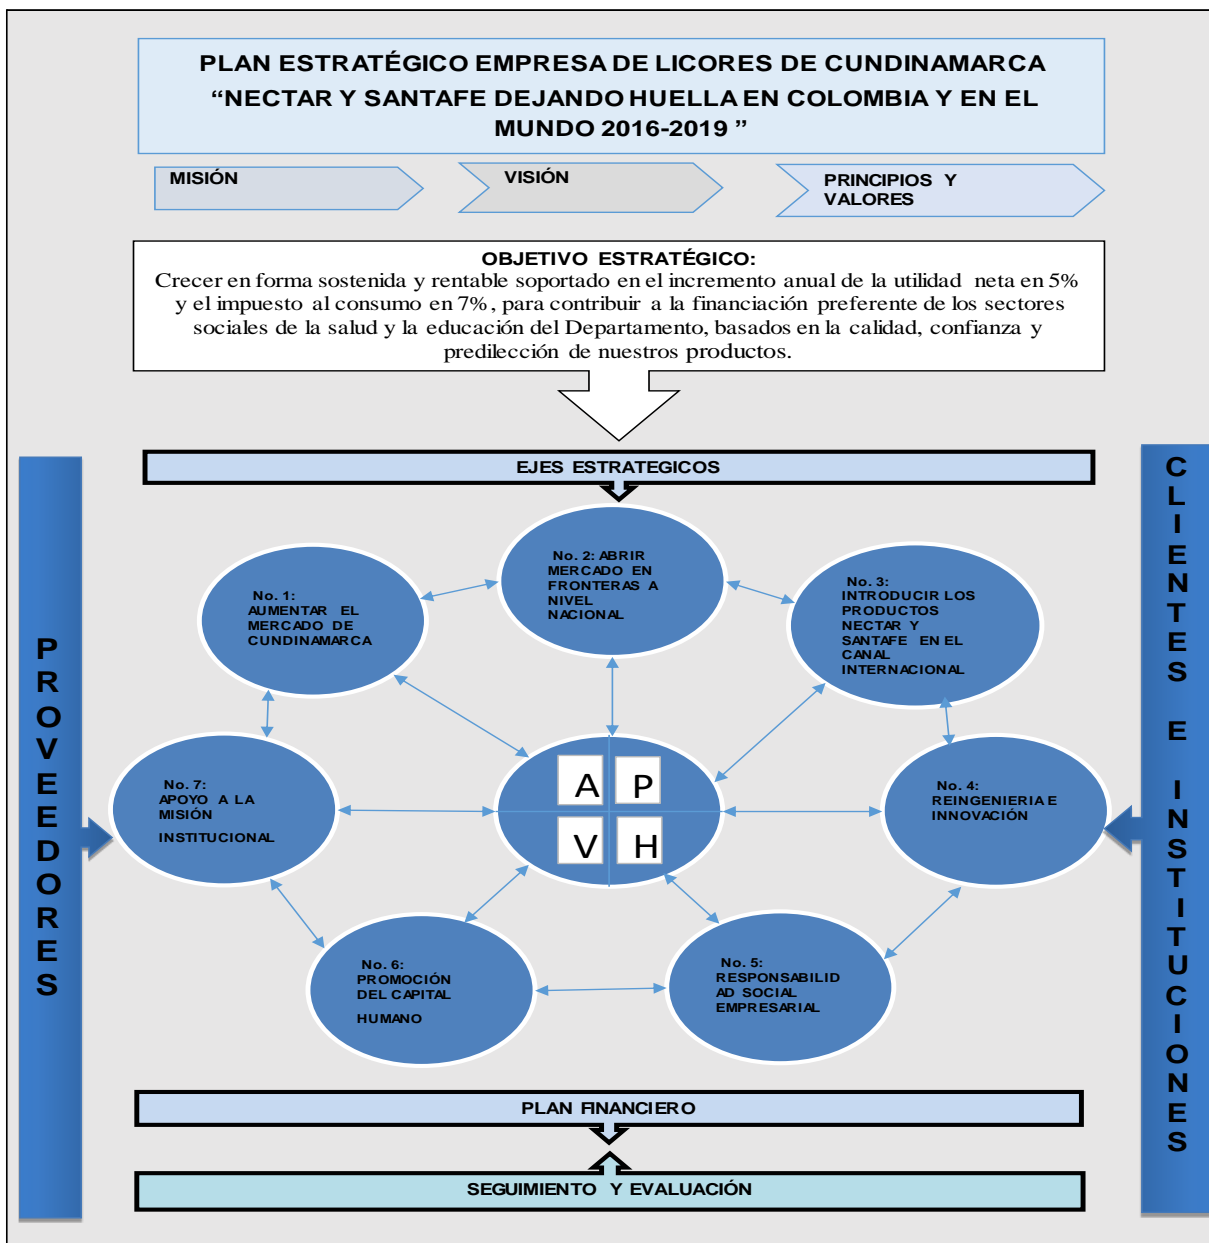 PLAN ESTRATÉGICO EMPRESA DE LICORES DE CUNDINAMARCA
“NECTAR Y SANTAFE DEJANDO HUELLA EN COLOMBIA Y EN EL
MUNDO 2016-2019 ”
MISIÓN
VISIÓN
PRINCIPIOS Y
VALORES
OBJETIVO ESTRATÉGICO:
Crecer en forma sostenida y rentable soportado en el incremento anual de la utilidad neta en 5%
y el impuesto al consumo en 7%, para contribuir a la financiación preferente de los sectores
sociales de la salud y la educación del Departamento, basados en la calidad, confianza y
predilección de nuestros productos.
EJES ESTRATEGICOS
PROVEEDORES
CLIENTES E INSTITUCIONES
No. 1:
AUMENTAR EL
MERCADO DE
CUNDINAMARCA
No. 2: ABRIR
MERCADO EN
FRONTERAS A
NIVEL
NACIONAL
No. 3:
INTRODUCIR LOS
PRODUCTOS
NECTAR Y
SANTAFE EN EL
CANAL
INTERNACIONAL
No. 7:
APOYO A LA
MISIÓN
INSTITUCIONAL
A P
V H
No. 4:
REINGENIERIA E
INNOVACIÓN
No. 6:
PROMOCIÓN
DEL CAPITAL
HUMANO
No. 5:
RESPONSABILID
AD SOCIAL
EMPRESARIAL
PLAN FINANCIERO
SEGUIMIENTO Y EVALUACIÓN